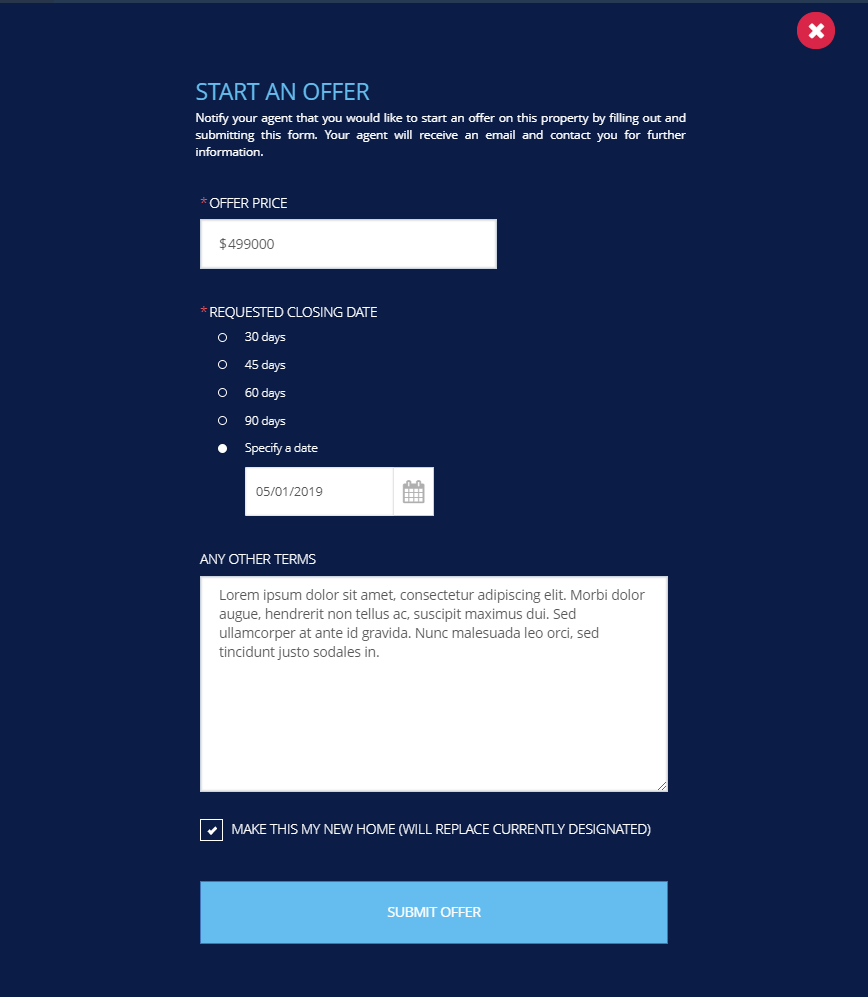 START AN OFFER
Notify your agent that you would like to start an offer on this property by filling out and
submitting this form. Your agent will receive an email and contact you for further
information.
*OFFER PRICE
$499000
*REQUESTED CLOSING DATE
30 days
45 days
60 days
90 days
Specify a date
05/01/2019
ANY OTHER TERMS
Lorem ipsum dolor sit amet, consectetur adipiscing elit. Morbi dolor
augue, hendrerit non tellus ac, suscipit maximus dui. Sed
ullamcorper at ante id gravida. Nunc malesuada leo orci, sed
tincidunt justo sodales in.
MAKE THIS MY NEW HOME (WILL REPLACE CURRENTLY DESIGNATED)
SUBMIT OFFER